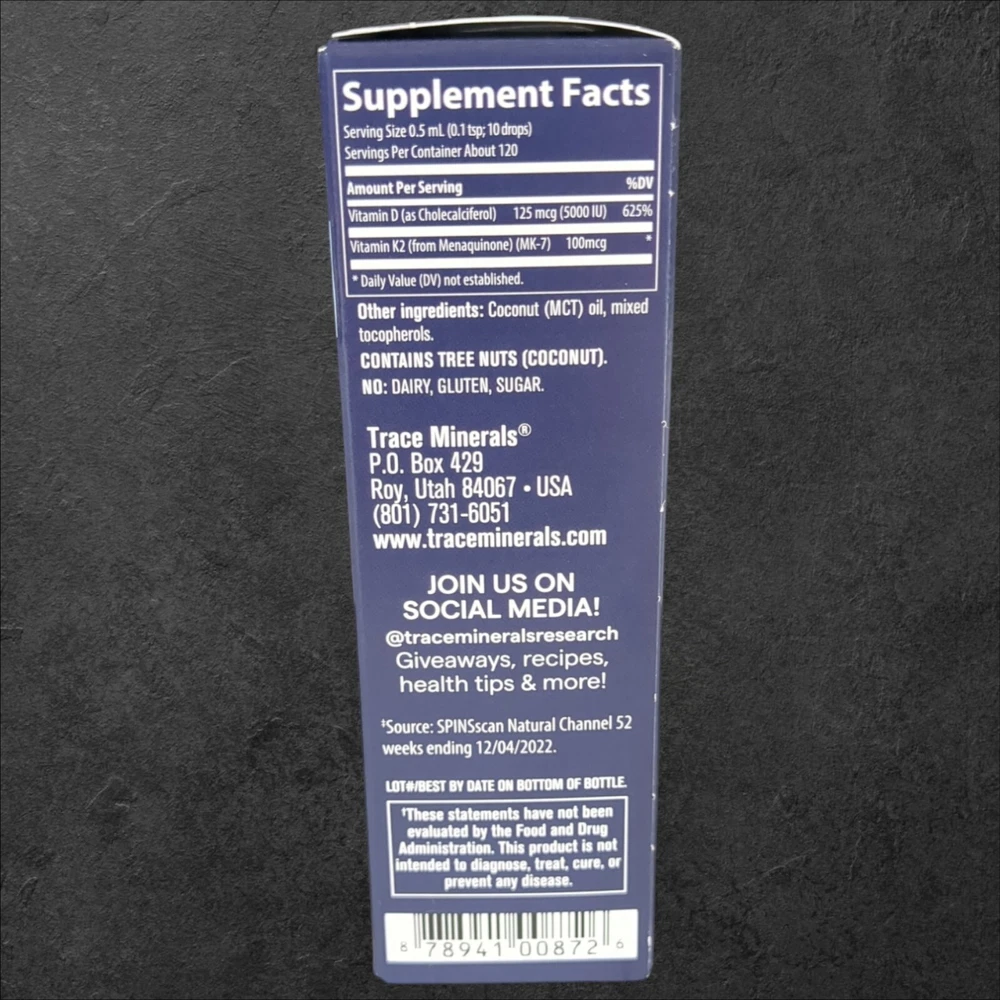 Supplement Facts
Serving Size 0.5 mL (0.1 tsp; 10 drops)
Servings Per Container About 120
Amount Per Serving %DV
Vitamin D (as Cholecalciferol) 125 mcg (5000 IU) 625%
Vitamin K2 (from Menaquinone) (MK-7) 100mcg *
* Daily Value (DV) not established.
Other ingredients: Coconut (MCT) oil, mixed
tocopherols.
CONTAINS TREE NUTS (COCONUT).
NO: DAIRY, GLUTEN, SUGAR.
Trace Minerals®
P.O. Box 429
Roy, Utah 84067 • USA
(801) 731-6051
www.traceminerals.com
JOIN US ON
SOCIAL MEDIA!
@tracemineralsresearch
Giveaways, recipes,
health tips & more!
‡Source: SPINSscan Natural Channel 52
weeks ending 12/04/2022.
LOT#/BEST BY DATE ON BOTTOM OF BOTTLE.
†These statements have not been
evaluated by the Food and Drug
Administration. This product is not
intended to diagnose, treat, cure, or
prevent any disease.
8 78941 00872 6